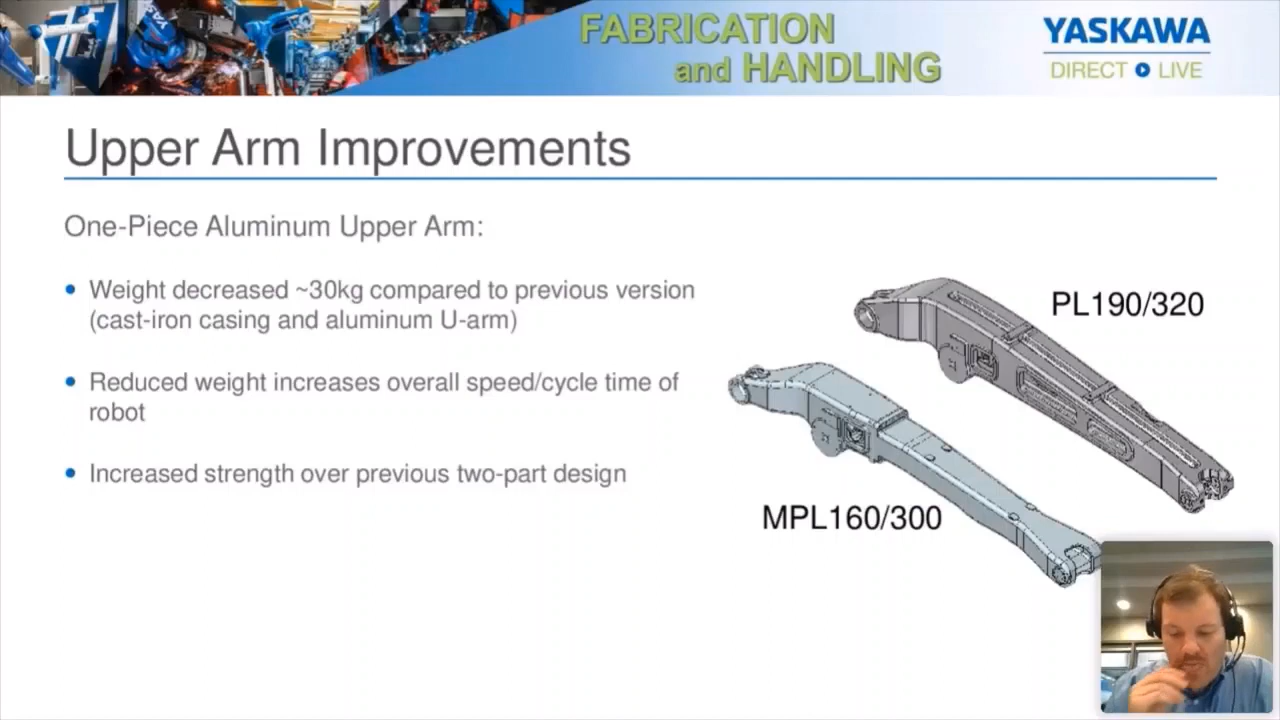 FABRICATION
and HANDLING
YASKAWA
DIRECT LIVE
Upper Arm Improvements
One-Piece Aluminum Upper Arm:
Weight decreased ~30kg compared to previous version
(cast-iron casing and aluminum U-arm)
Reduced weight increases overall speed/cycle time of
robot
Increased strength over previous two-part design
PL190/320
MPL160/300